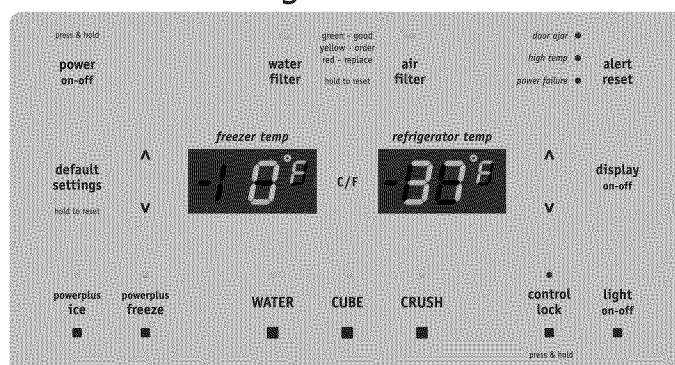 press & hold
power
on-off
water
filter
green - good
yellow - order
red - replace
hold to reset
air
filter
door ajar
high temp
power failure
alert
reset
freezer temp
refrigerator temp
default
settings
hold to reset
0°F
C/F
37°F
display
on-off
powerplus
ice
powerplus
freeze
WATER
CUBE
CRUSH
control
lock
press & hold
light
on-off